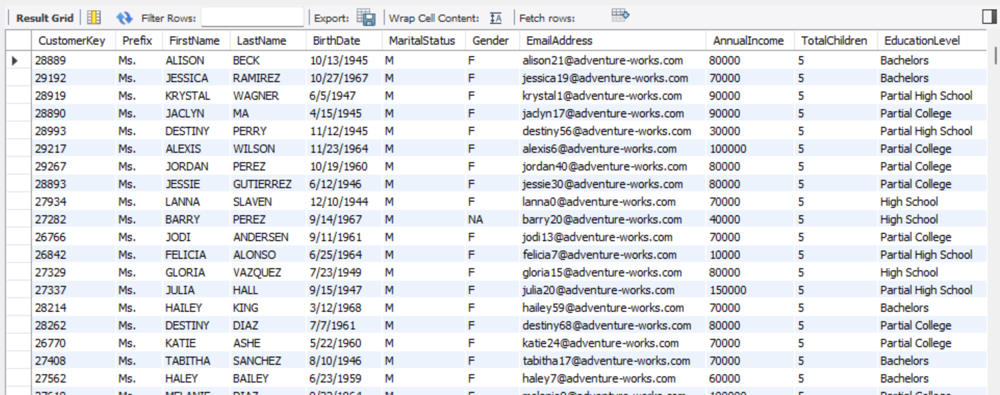 Result Grid Filter Rows: Export: Wrap Cell Content: IA Fetch rows:
CustomerKey Prefix FirstName LastName BirthDate MaritalStatus Gender EmailAddress AnnualIncome TotalChildren EducationLevel
28889 Ms. ALISON BECK 10/13/1945 M F alison21@adventure-works.com 80000 5 Bachelors
29192 Ms. JESSICA RAMIREZ 10/27/1967 M F jessica19@adventure-works.com 70000 5 Bachelors
28919 Ms. KRYSTAL WAGNER 6/5/1947 M F krystal1@adventure-works.com 90000 5 Partial High School
28890 Ms. JACLYN MA 4/15/1945 M F jaclyn17@adventure-works.com 90000 5 Partial College
28993 Ms. DESTINY PERRY 11/12/1945 M F destiny56@adventure-works.com 30000 5 Partial High School
29217 Ms. ALEXIS WILSON 11/23/1964 M F alexis6@adventure-works.com 100000 5 Partial College
29267 Ms. JORDAN PEREZ 10/19/1960 M F jordan40@adventure-works.com 80000 5 Partial College
28893 Ms. JESSIE GUTIERREZ 6/12/1946 M F jessie30@adventure-works.com 80000 5 Partial College
27934 Ms. LANNA SLAVEN 12/10/1944 M F lanna0@adventure-works.com 70000 5 High School
27282 Ms. BARRY PEREZ 9/14/1967 M NA barry20@adventure-works.com 40000 5 High School
26766 Ms. JODI ANDERSEN 9/11/1961 M F jodi13@adventure-works.com 70000 5 Partial College
26842 Ms. FELICIA ALONSO 6/25/1964 M F felicia7@adventure-works.com 10000 5 Partial High School
27329 Ms. GLORIA VAZQUEZ 7/23/1949 M F gloria15@adventure-works.com 80000 5 High School
27337 Ms. JULIA HALL 9/15/1947 M F julia20@adventure-works.com 150000 5 Partial High School
28214 Ms. HAILEY KING 3/12/1968 M F hailey59@adventure-works.com 70000 5 Bachelors
28262 Ms. DESTINY DIAZ 7/7/1961 M F destiny68@adventure-works.com 80000 5 Partial College
26770 Ms. KATIE ASHE 5/22/1960 M F katie24@adventure-works.com 70000 5 Partial College
27408 Ms. TABITHA SANCHEZ 8/10/1946 M F tabitha17@adventure-works.com 70000 5 Bachelors
27562 Ms. HALEY BAILEY 6/23/1959 M F haley7@adventure-works.com 60000 5 Bachelors